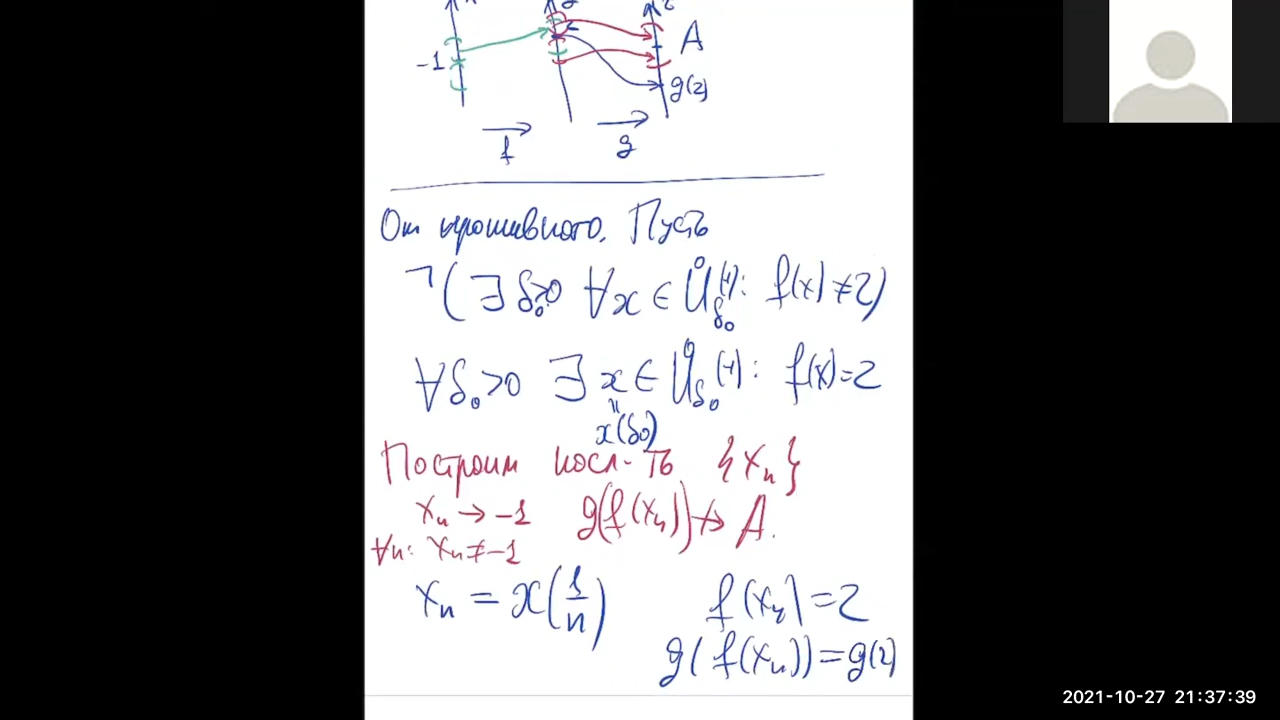 -1 A
g(2)
f g
От противного. Пусть
¬(∃ δ₀>0 ∀x ∈ Ů_δ₀(-1): f(x)≠2)
∀δ₀>0 ∃ x ∈ Ů_δ₀(-1): f(x)=2
x(δ₀)
Построим посл-ть {xₙ}
xₙ → -1 g(f(xₙ)) ↛ A.
∀n: xₙ ≠ -1
xₙ = x(1/n) f(xₙ)=2
g(f(xₙ))=g(2)
2021-10-27 21:37:39